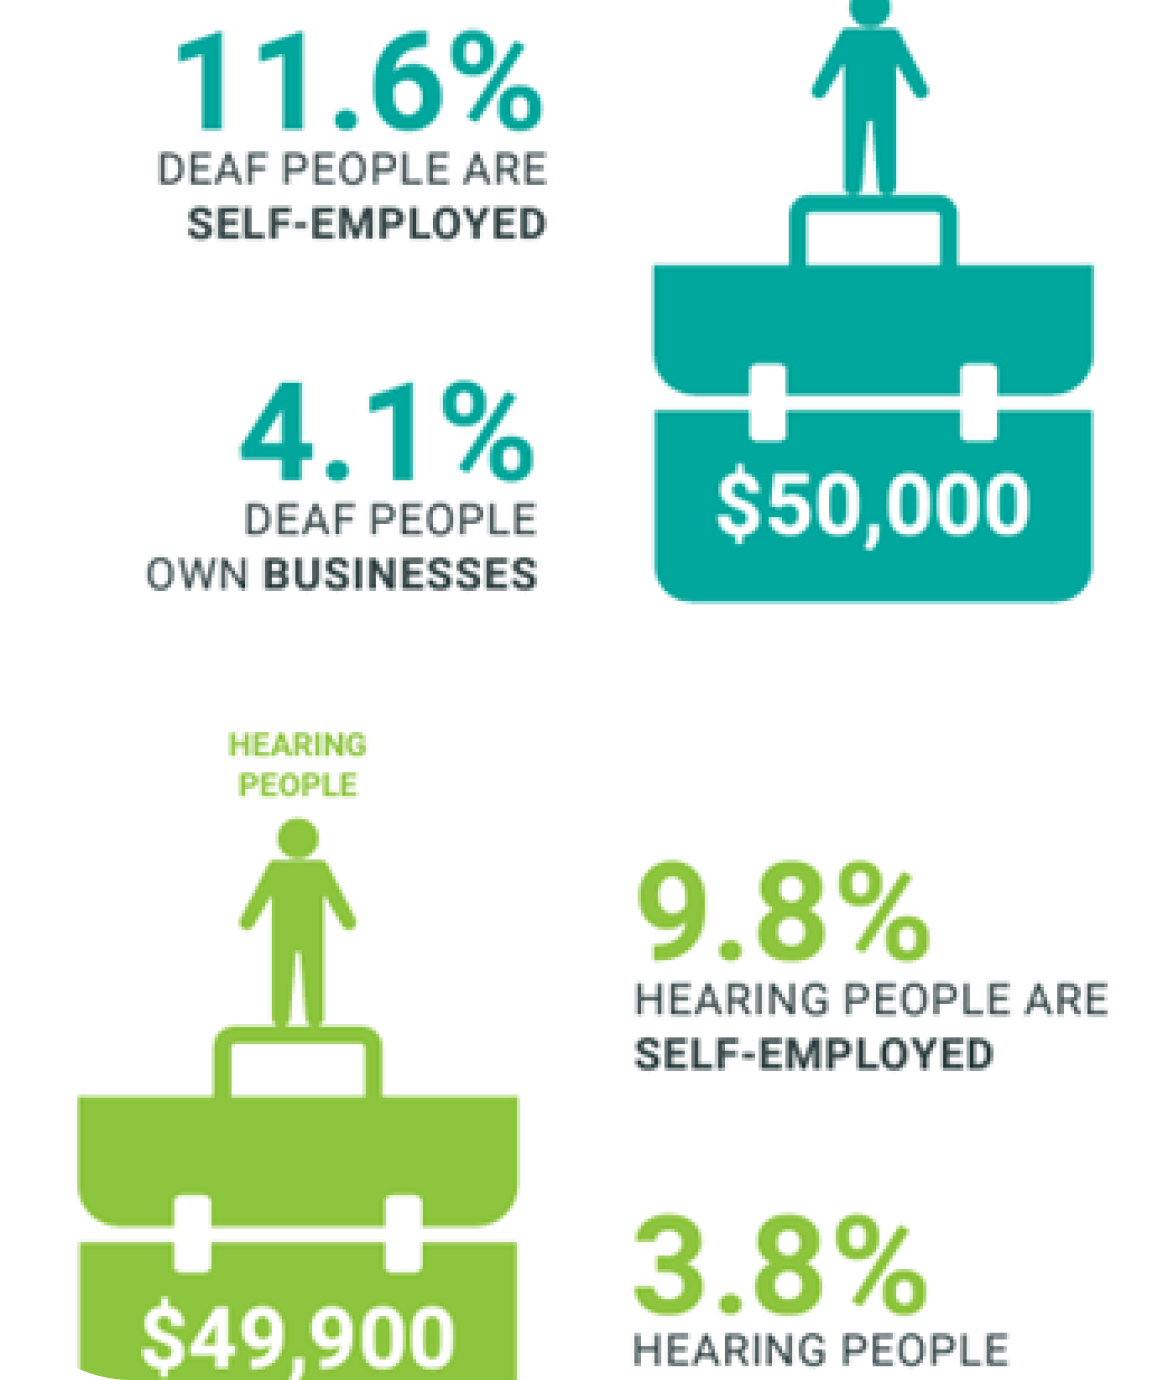 11.6%
DEAF PEOPLE ARE
SELF-EMPLOYED
4.1%
DEAF PEOPLE
OWN BUSINESSES
$50,000
HEARING
PEOPLE
$49,900
9.8%
HEARING PEOPLE ARE
SELF-EMPLOYED
3.8%
HEARING PEOPLE